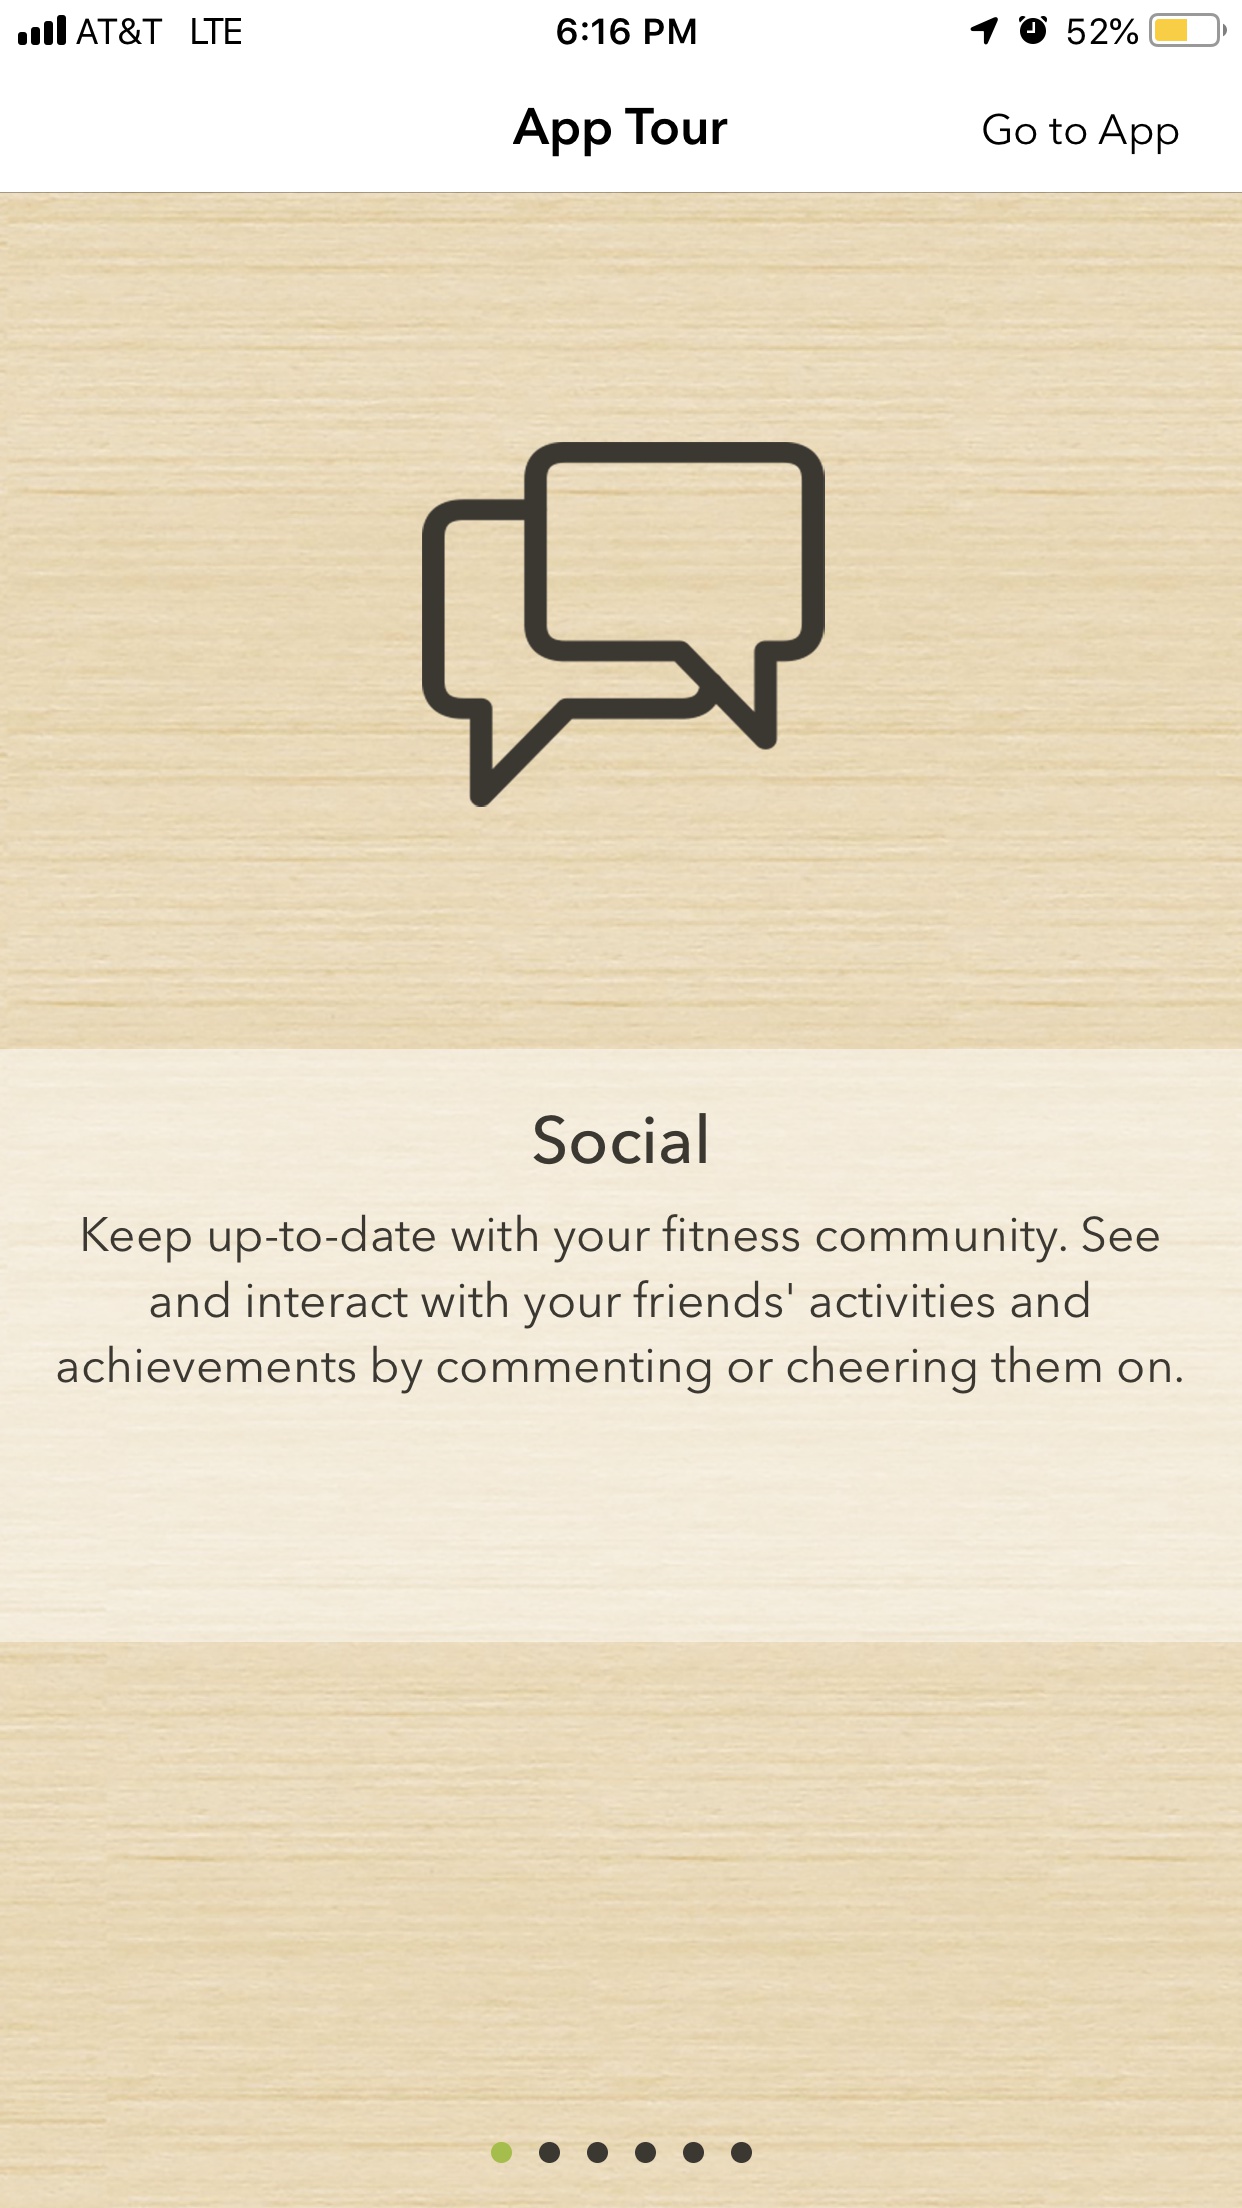 AT&T LTE 6:16 PM 52%
App Tour Go to App
Social
Keep up-to-date with your fitness community. See
and interact with your friends' activities and
achievements by commenting or cheering them on.